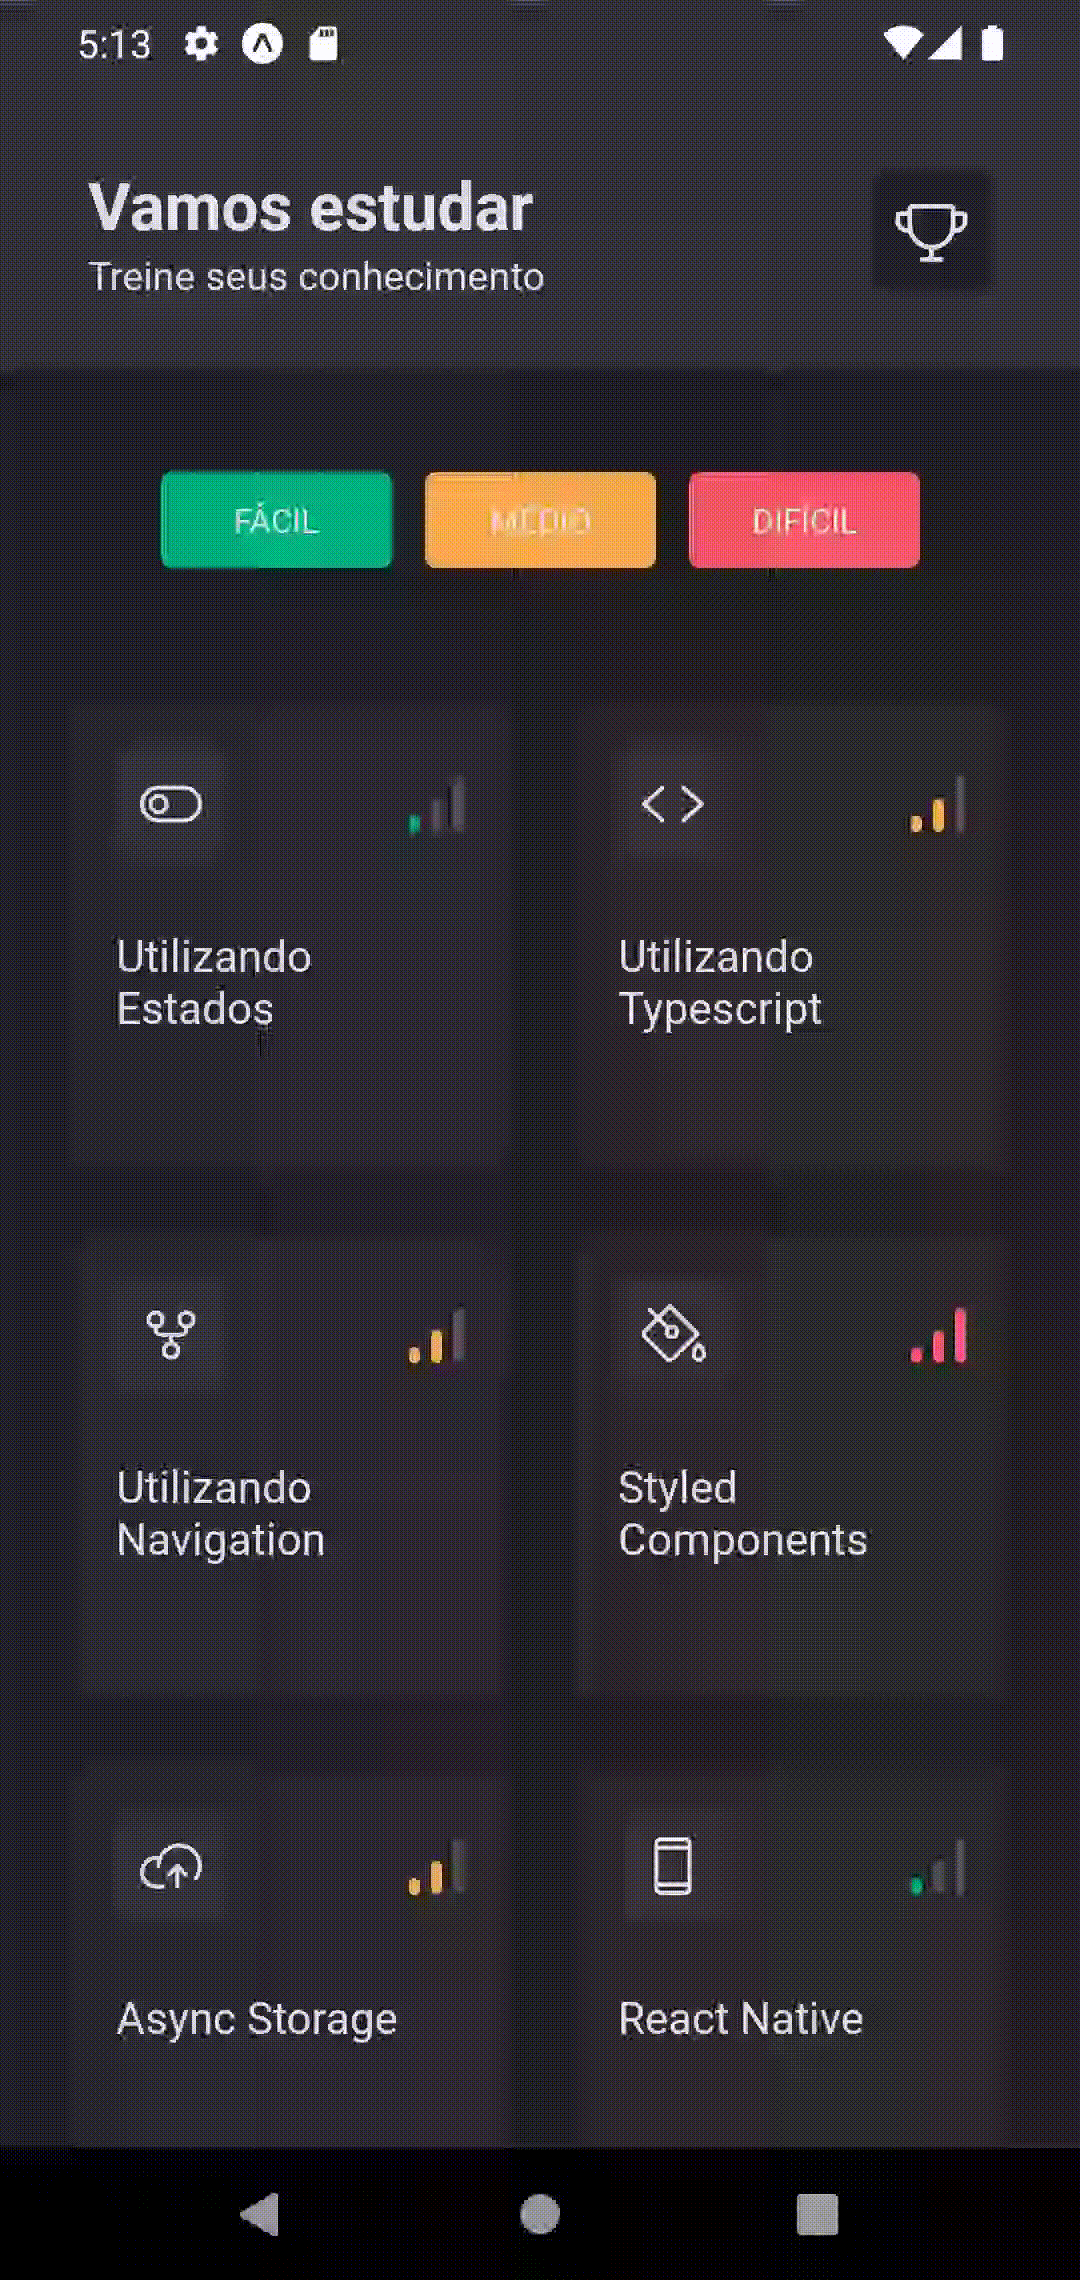 5:13
Vamos estudar
Treine seus conhecimento
FÁCIL
MÉDIO
DIFÍCIL
Utilizando
Estados
Utilizando
Typescript
Utilizando
Navigation
Styled
Components
Async Storage
React Native